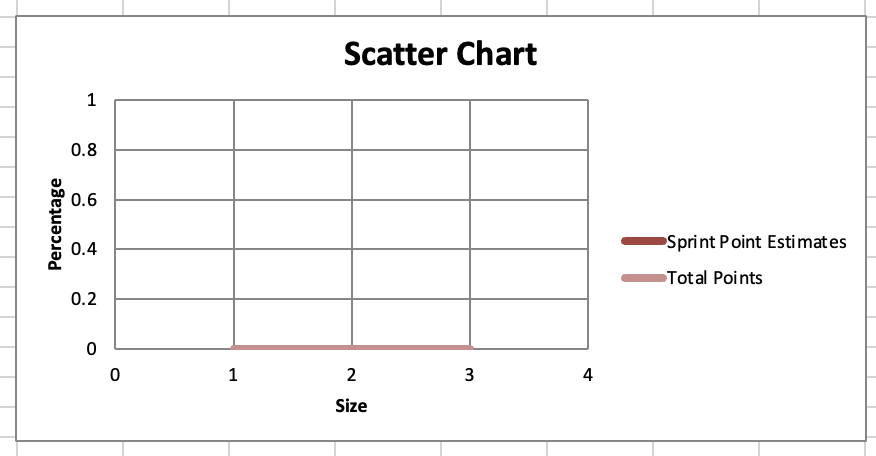 Scatter Chart
1
0.8
0.6
0.4
0.2
0
Percentage
0 1 2 3 4
Size
Sprint Point Estimates
Total Points